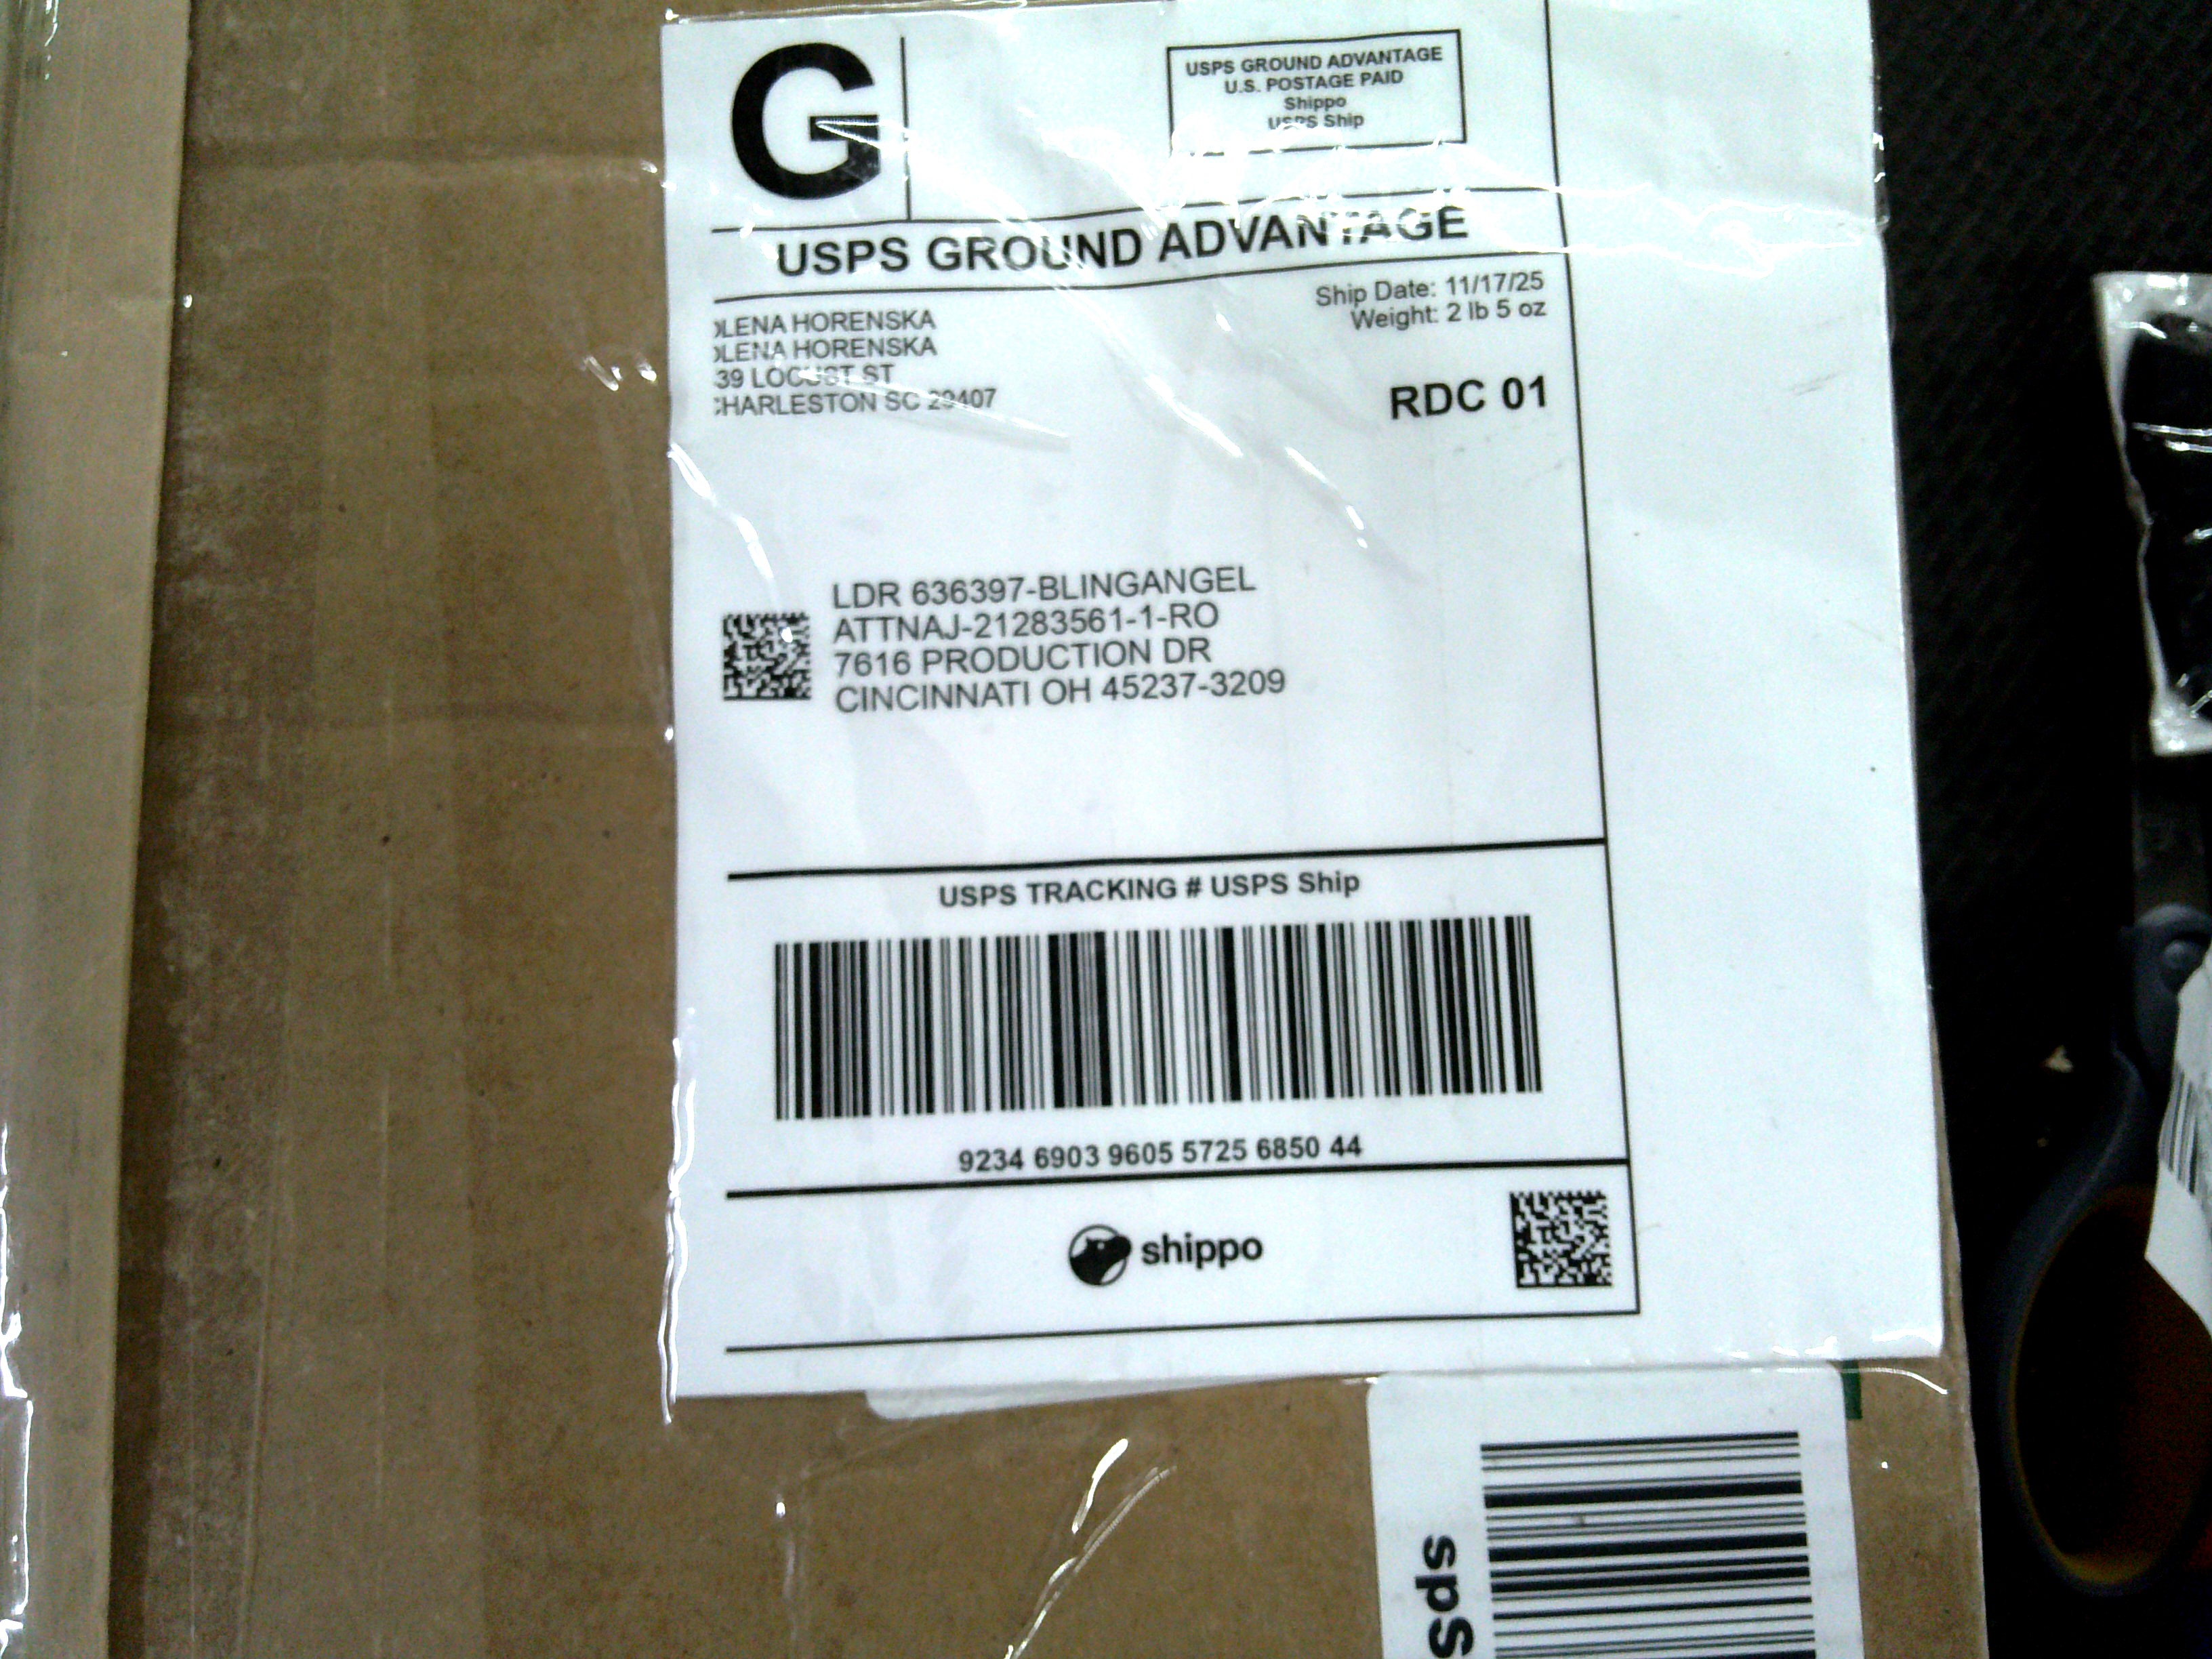 G
USPS GROUND ADVANTAGE
U.S. POSTAGE PAID
Shippo
USPS Ship
USPS GROUND ADVANTAGE
Ship Date: 11/17/25
Weight: 2 lb 5 oz
LENA HORENSKA
LENA HORENSKA
39 LOCUST ST
HARLESTON SC 29407
RDC 01
LDR 636397-BLINGANGEL
ATTNAJ-21283561-1-RO
7616 PRODUCTION DR
CINCINNATI OH 45237-3209
USPS TRACKING # USPS Ship
9234 6903 9605 5725 6850 44
shippo
sps